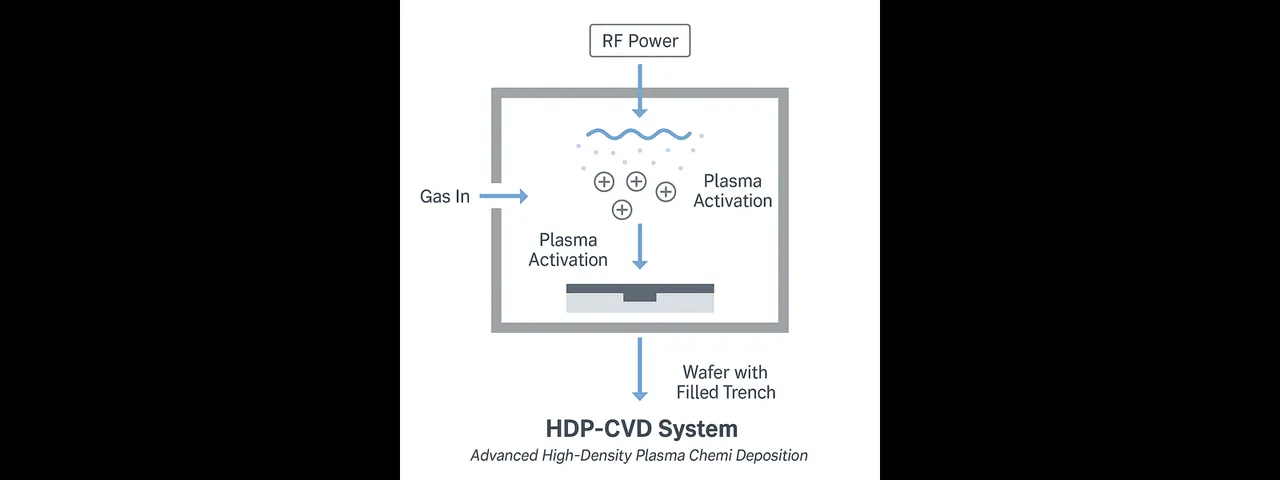 RF Power
Gas In
Plasma
Activation
Plasma
Activation
Wafer with
Filled Trench
HDP-CVD System
Advanced High-Density Plasma Chemi Deposition